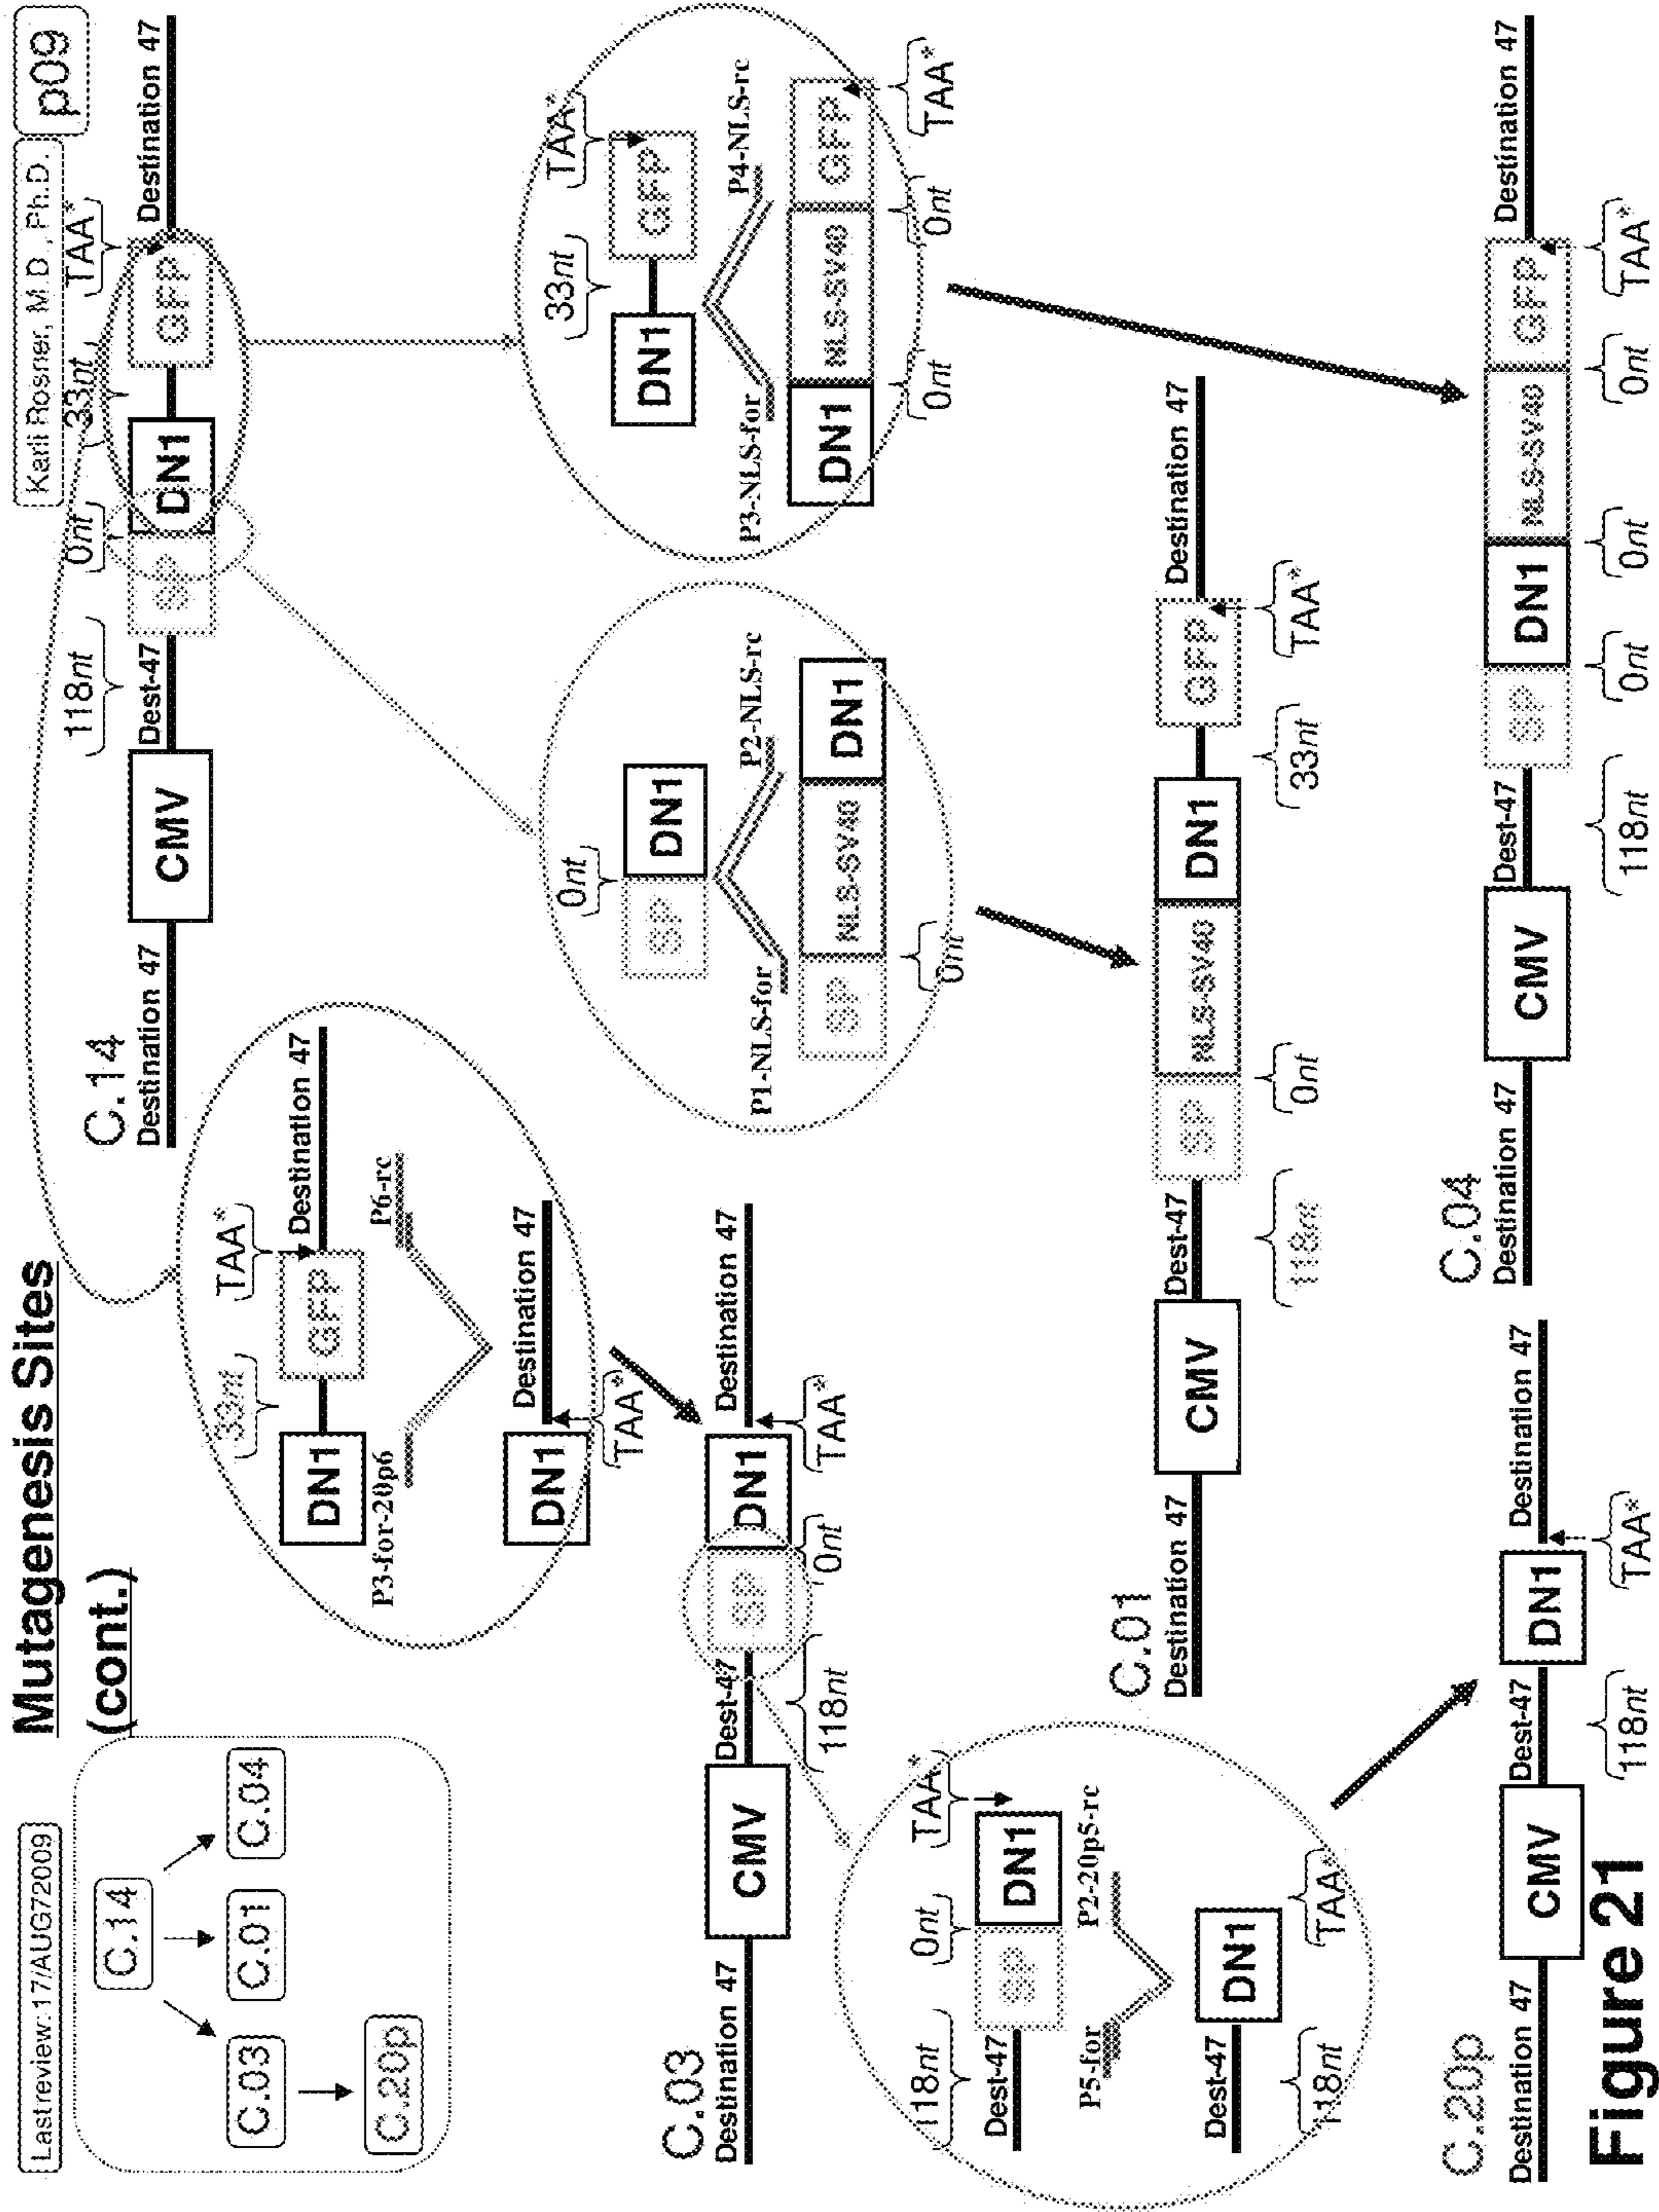 Mutagenesis Sites
(cont.)
Karli Rosner, M.D., Ph.D.
p09
Last review: 17/AUG72009
C.14
C.03
C.01
C.04
C.20p
C.14
118nt
0nt
33nt
TAA*
Destination 47
CMV
Dest-47
SP
DN1
GFP
Destination 47
33nt
TAA*
DN1
GFP
Destination 47
P3-for-20p6
P6-rc
DN1
Destination 47
TAA*
0nt
SP
DN1
P1-NLS-for
P2-NLS-rc
SP
NLS-SV40
DN1
0nt
33nt
TAA*
DN1
GFP
P3-NLS-for
P4-NLS-rc
DN1
NLS-SV40
GFP
0nt
0nt
TAA*
C.03
Destination 47
CMV
Dest-47
SP
DN1
Destination 47
118nt
0nt
TAA*
118nt
0nt
TAA*
Dest-47
SP
DN1
P5-for
P2-20p5-rc
Dest-47
DN1
118nt
TAA*
C.01
Destination 47
CMV
Dest-47
SP
NLS-SV40
DN1
GFP
Destination 47
118nt
0nt
33nt
TAA*
C.20p
Destination 47
CMV
Dest-47
DN1
Destination 47
118nt
TAA*
C.04
Destination 47
CMV
Dest-47
SP
DN1
NLS-SV40
GFP
Destination 47
118nt
0nt
0nt
0nt
TAA*
Figure 21